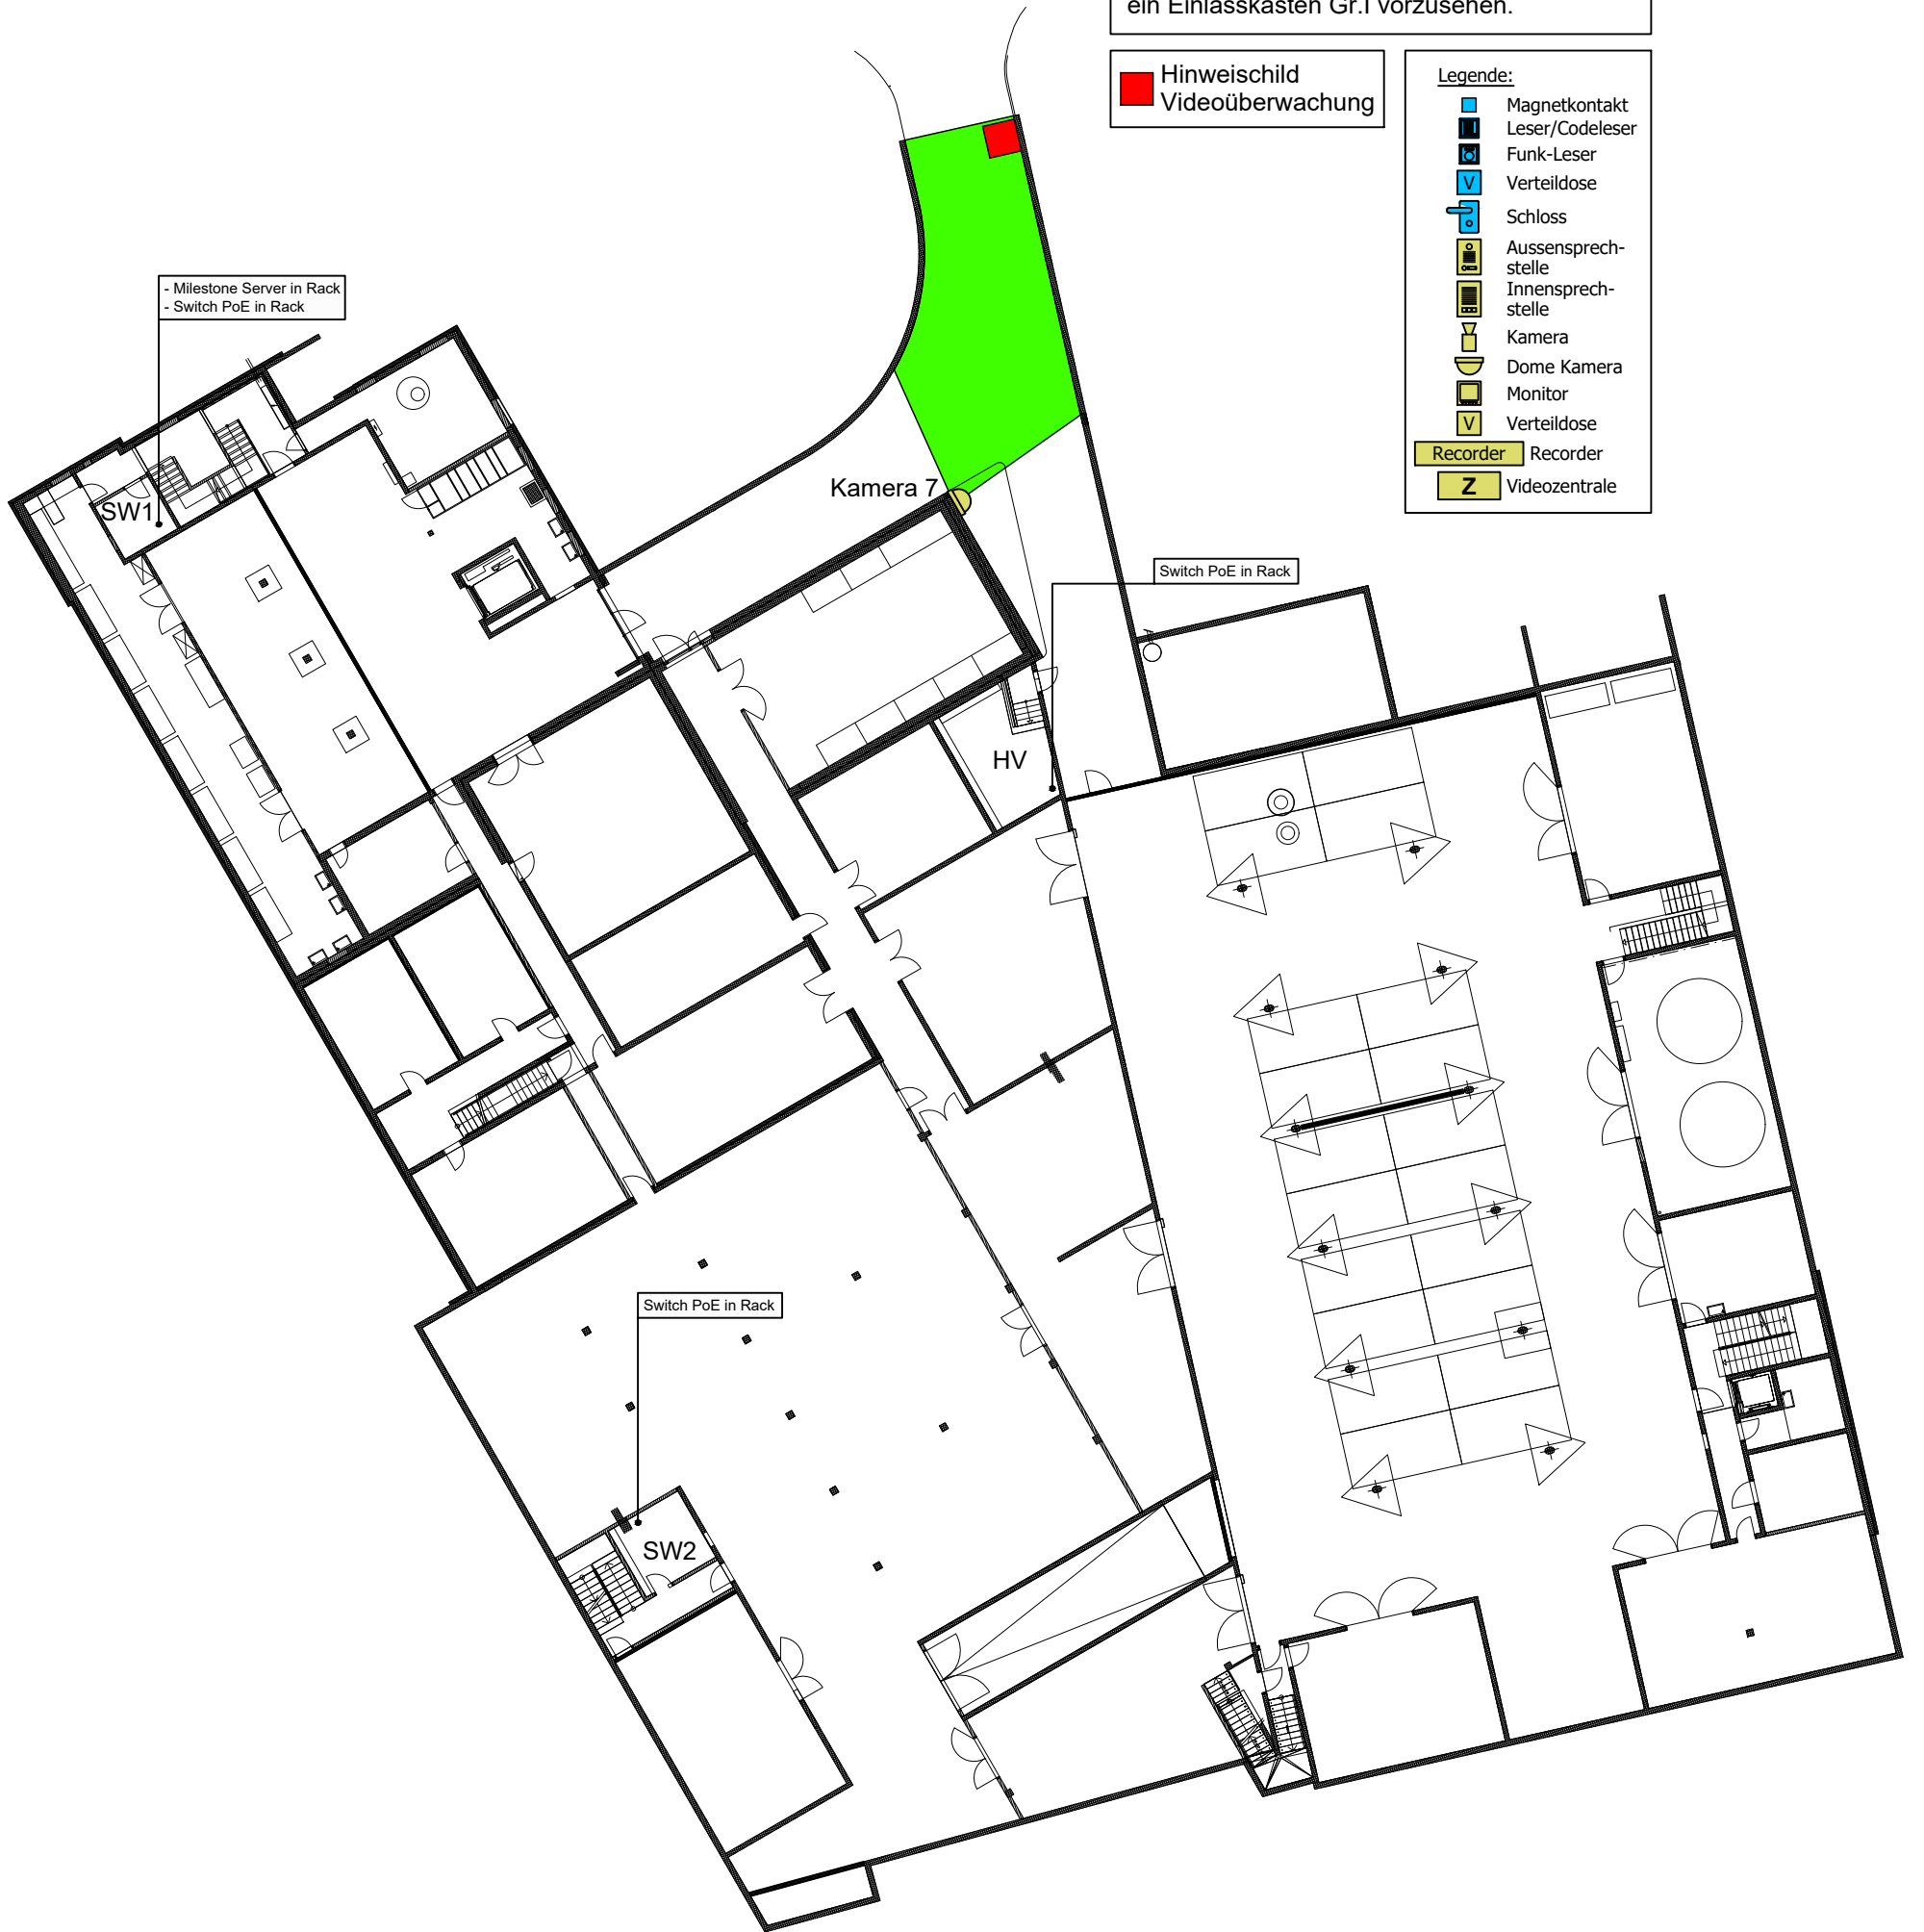 ein Einlasskasten Gr.I vorzusehen.
Hinweischild
Videoüberwachung
Legende:
Magnetkontakt
Leser/Codeleser
Funk-Leser
V Verteildose
Schloss
Aussensprech-
stelle
Innensprech-
stelle
Kamera
Dome Kamera
Monitor
V Verteildose
Recorder Recorder
Z Videozentrale
- Milestone Server in Rack
- Switch PoE in Rack
SW1
Kamera 7
Switch PoE in Rack
HV
Switch PoE in Rack
SW2